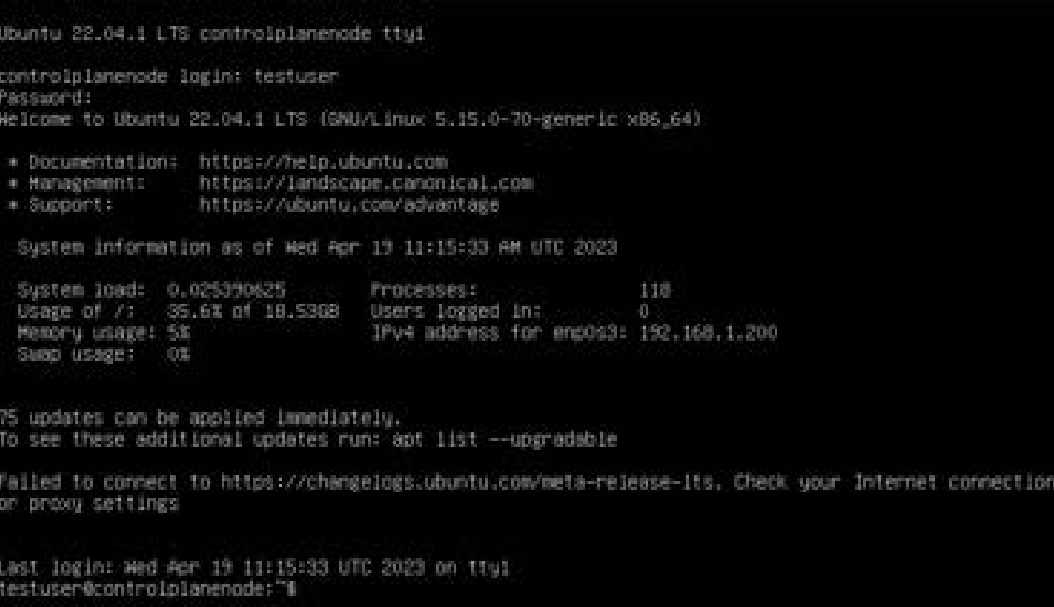 Ubuntu 22.04.1 LTS controlplanenode tty1
controlplanenode login: testuser
Password:
Welcome to Ubuntu 22.04.1 LTS (GNU/Linux 5.15.0-70-generic x86_64)
* Documentation:  https://help.ubuntu.com
* Management:     https://landscape.canonical.com
* Support:        https://ubuntu.com/advantage
System information as of Wed Apr 19 11:15:33 AM UTC 2023
System load:  0.025390625       Processes:               118
Usage of /:   35.6% of 18.53GB  Users logged in:         0
Memory usage: 5%                IPv4 address for enp0s3: 192.168.1.200
Swap usage:   0%
75 updates can be applied immediately.
To see these additional updates run: apt list --upgradable
Failed to connect to https://changelogs.ubuntu.com/meta-release-lts. Check your Internet connection
or proxy settings
Last login: Wed Apr 19 11:15:33 UTC 2023 on tty1
testuser@controlplanenode:~$